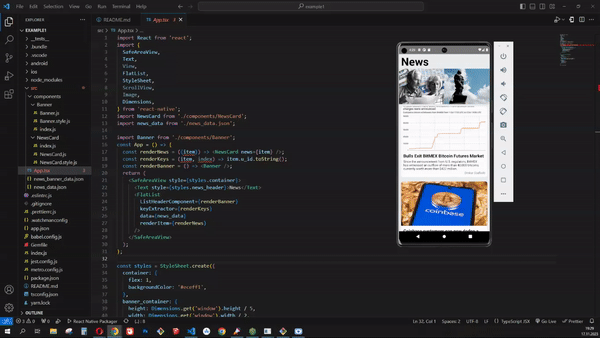 File Edit Selection View Go Run Terminal Help
example1
EXPLORER
README.md
App.tsx 3
EXAMPLE1
__tests__
.bundle
.vscode
android
ios
node_modules
src
components
Banner
Banner.js
Banner.style.js
index.js
NewsCard
index.js
NewsCard.js
NewsCard.style.js
App.tsx
news_banner_data.json
news_data.json
.eslintrc.js
.gitignore
.prettierrc.js
.watchmanconfig
app.json
babel.config.js
Gemfile
index.js
jest.config.js
metro.config.js
package.json
README.md
tsconfig.json
yarn.lock
OUTLINE
src > App.tsx > ...
import React from 'react';
import {
SafeAreaView,
Text,
View,
FlatList,
StyleSheet,
ScrollView,
Image,
Dimensions,
} from 'react-native';
import NewsCard from './components/NewsCard';
import news_data from './news_data.json';
import Banner from './components/Banner';
const App = () => {
const renderNews = ({item}) => <NewsCard news={item} />;
const renderKeys = (item, index) => item.u_id.toString();
const renderBanner = () => <Banner />;
return (
<SafeAreaView style={styles.container}>
<Text style={styles.news_header}>News</Text>
<FlatList
ListHeaderComponent={renderBanner}
keyExtractor={renderKeys}
data={news_data}
renderItem={renderNews}
/>
</SafeAreaView>
);
};
const styles = StyleSheet.create({
container: {
flex: 1,
backgroundColor: '#eceff1',
},
banner_container: {
height: Dimensions.get('window').height / 5,
width: Dimensions.get('window').width / 2,
News
Bulls Exit BitMEX Bitcoin Futures Market
coinbase
React Native Packager
Ln 32, Col 1 Spaces: 2 UTF-8 LF TypeScript JSX Go Live Prettier